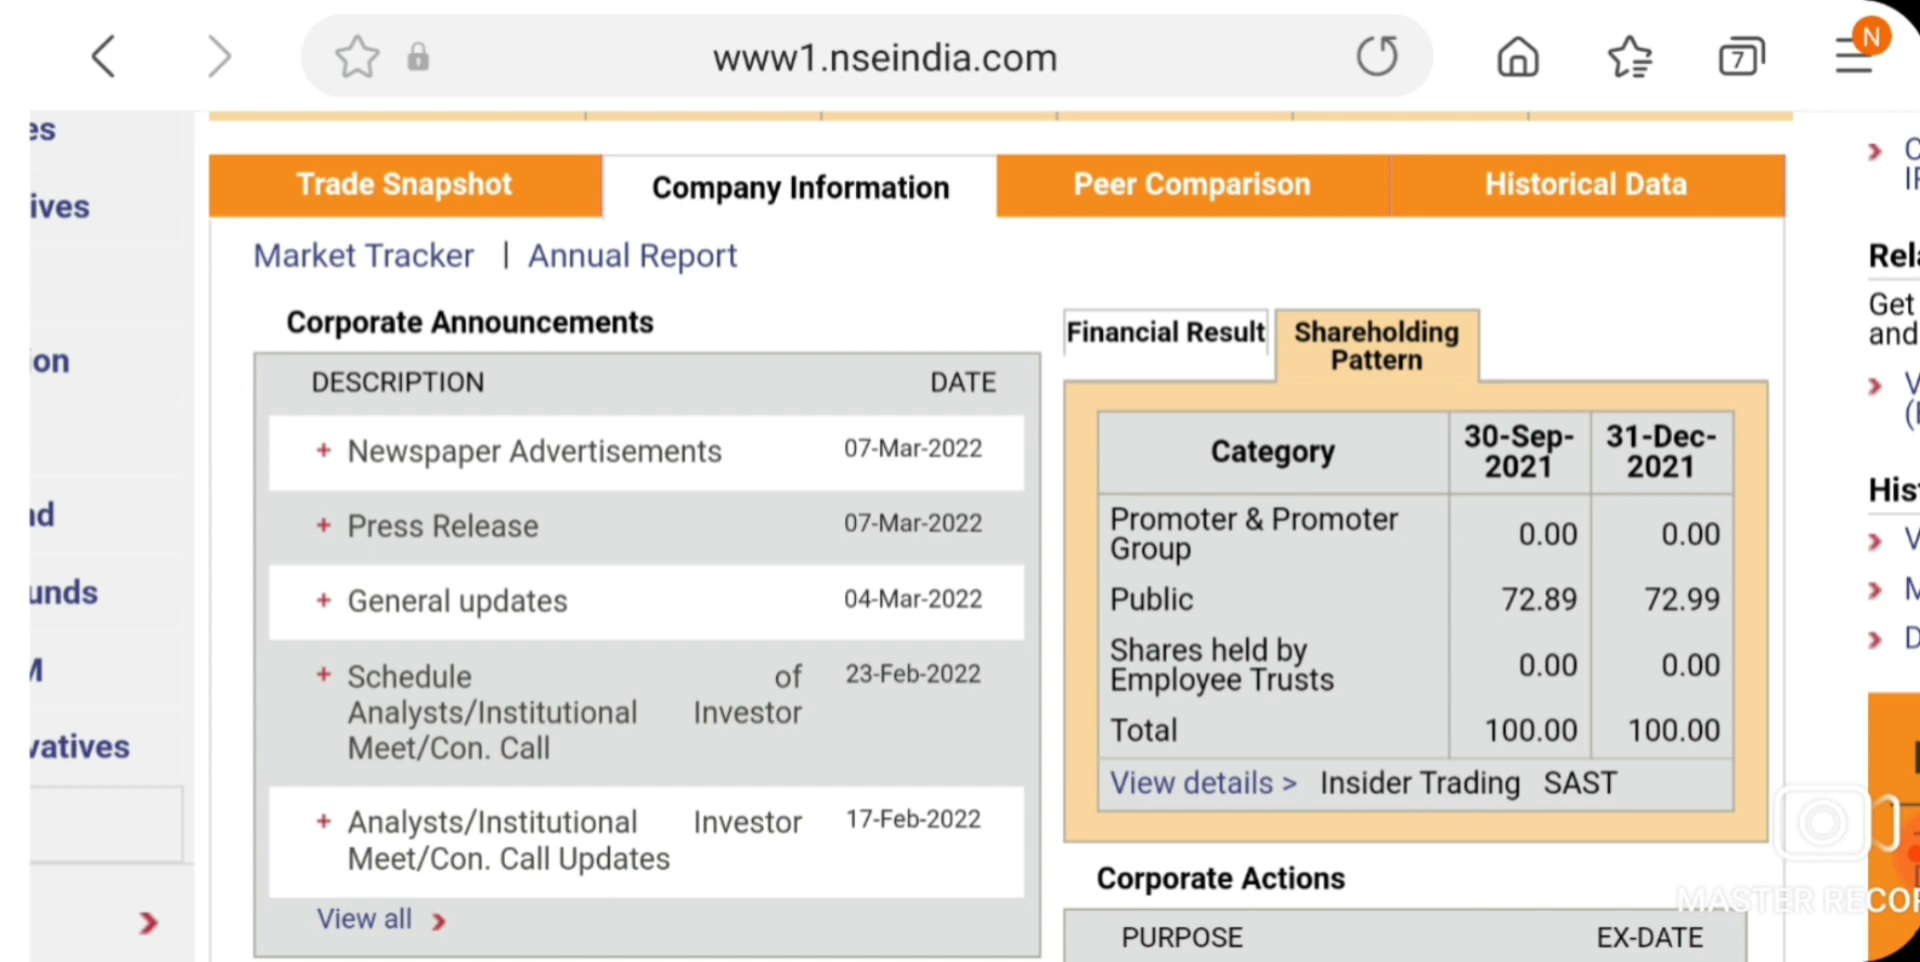 www1.nseindia.com
7
N
es
ives
on
nd
unds
M
vatives
Trade Snapshot
Company Information
Peer Comparison
Historical Data
Market Tracker | Annual Report
Corporate Announcements
DESCRIPTION DATE
+ Newspaper Advertisements 07-Mar-2022
+ Press Release 07-Mar-2022
+ General updates 04-Mar-2022
+ Schedule of 23-Feb-2022
Analysts/Institutional Investor
Meet/Con. Call
+ Analysts/Institutional Investor 17-Feb-2022
Meet/Con. Call Updates
View all
Financial Result
Shareholding
Pattern
Category 30-Sep-2021 31-Dec-2021
Promoter & Promoter
Group 0.00 0.00
Public 72.89 72.99
Shares held by
Employee Trusts 0.00 0.00
Total 100.00 100.00
View details > Insider Trading SAST
Corporate Actions
PURPOSE EX-DATE
Rel
Get
and
His
MASTER RECOR